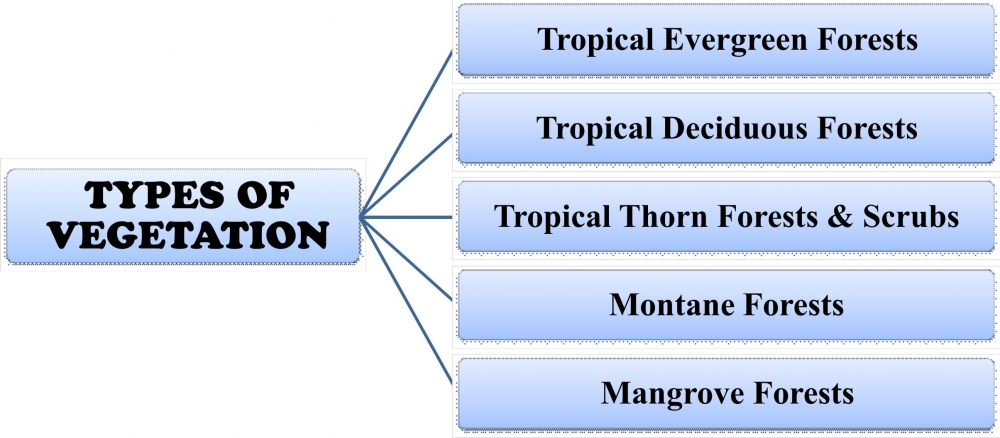 TYPES OF
VEGETATION
Tropical Evergreen Forests
Tropical Deciduous Forests
Tropical Thorn Forests & Scrubs
Montane Forests
Mangrove Forests